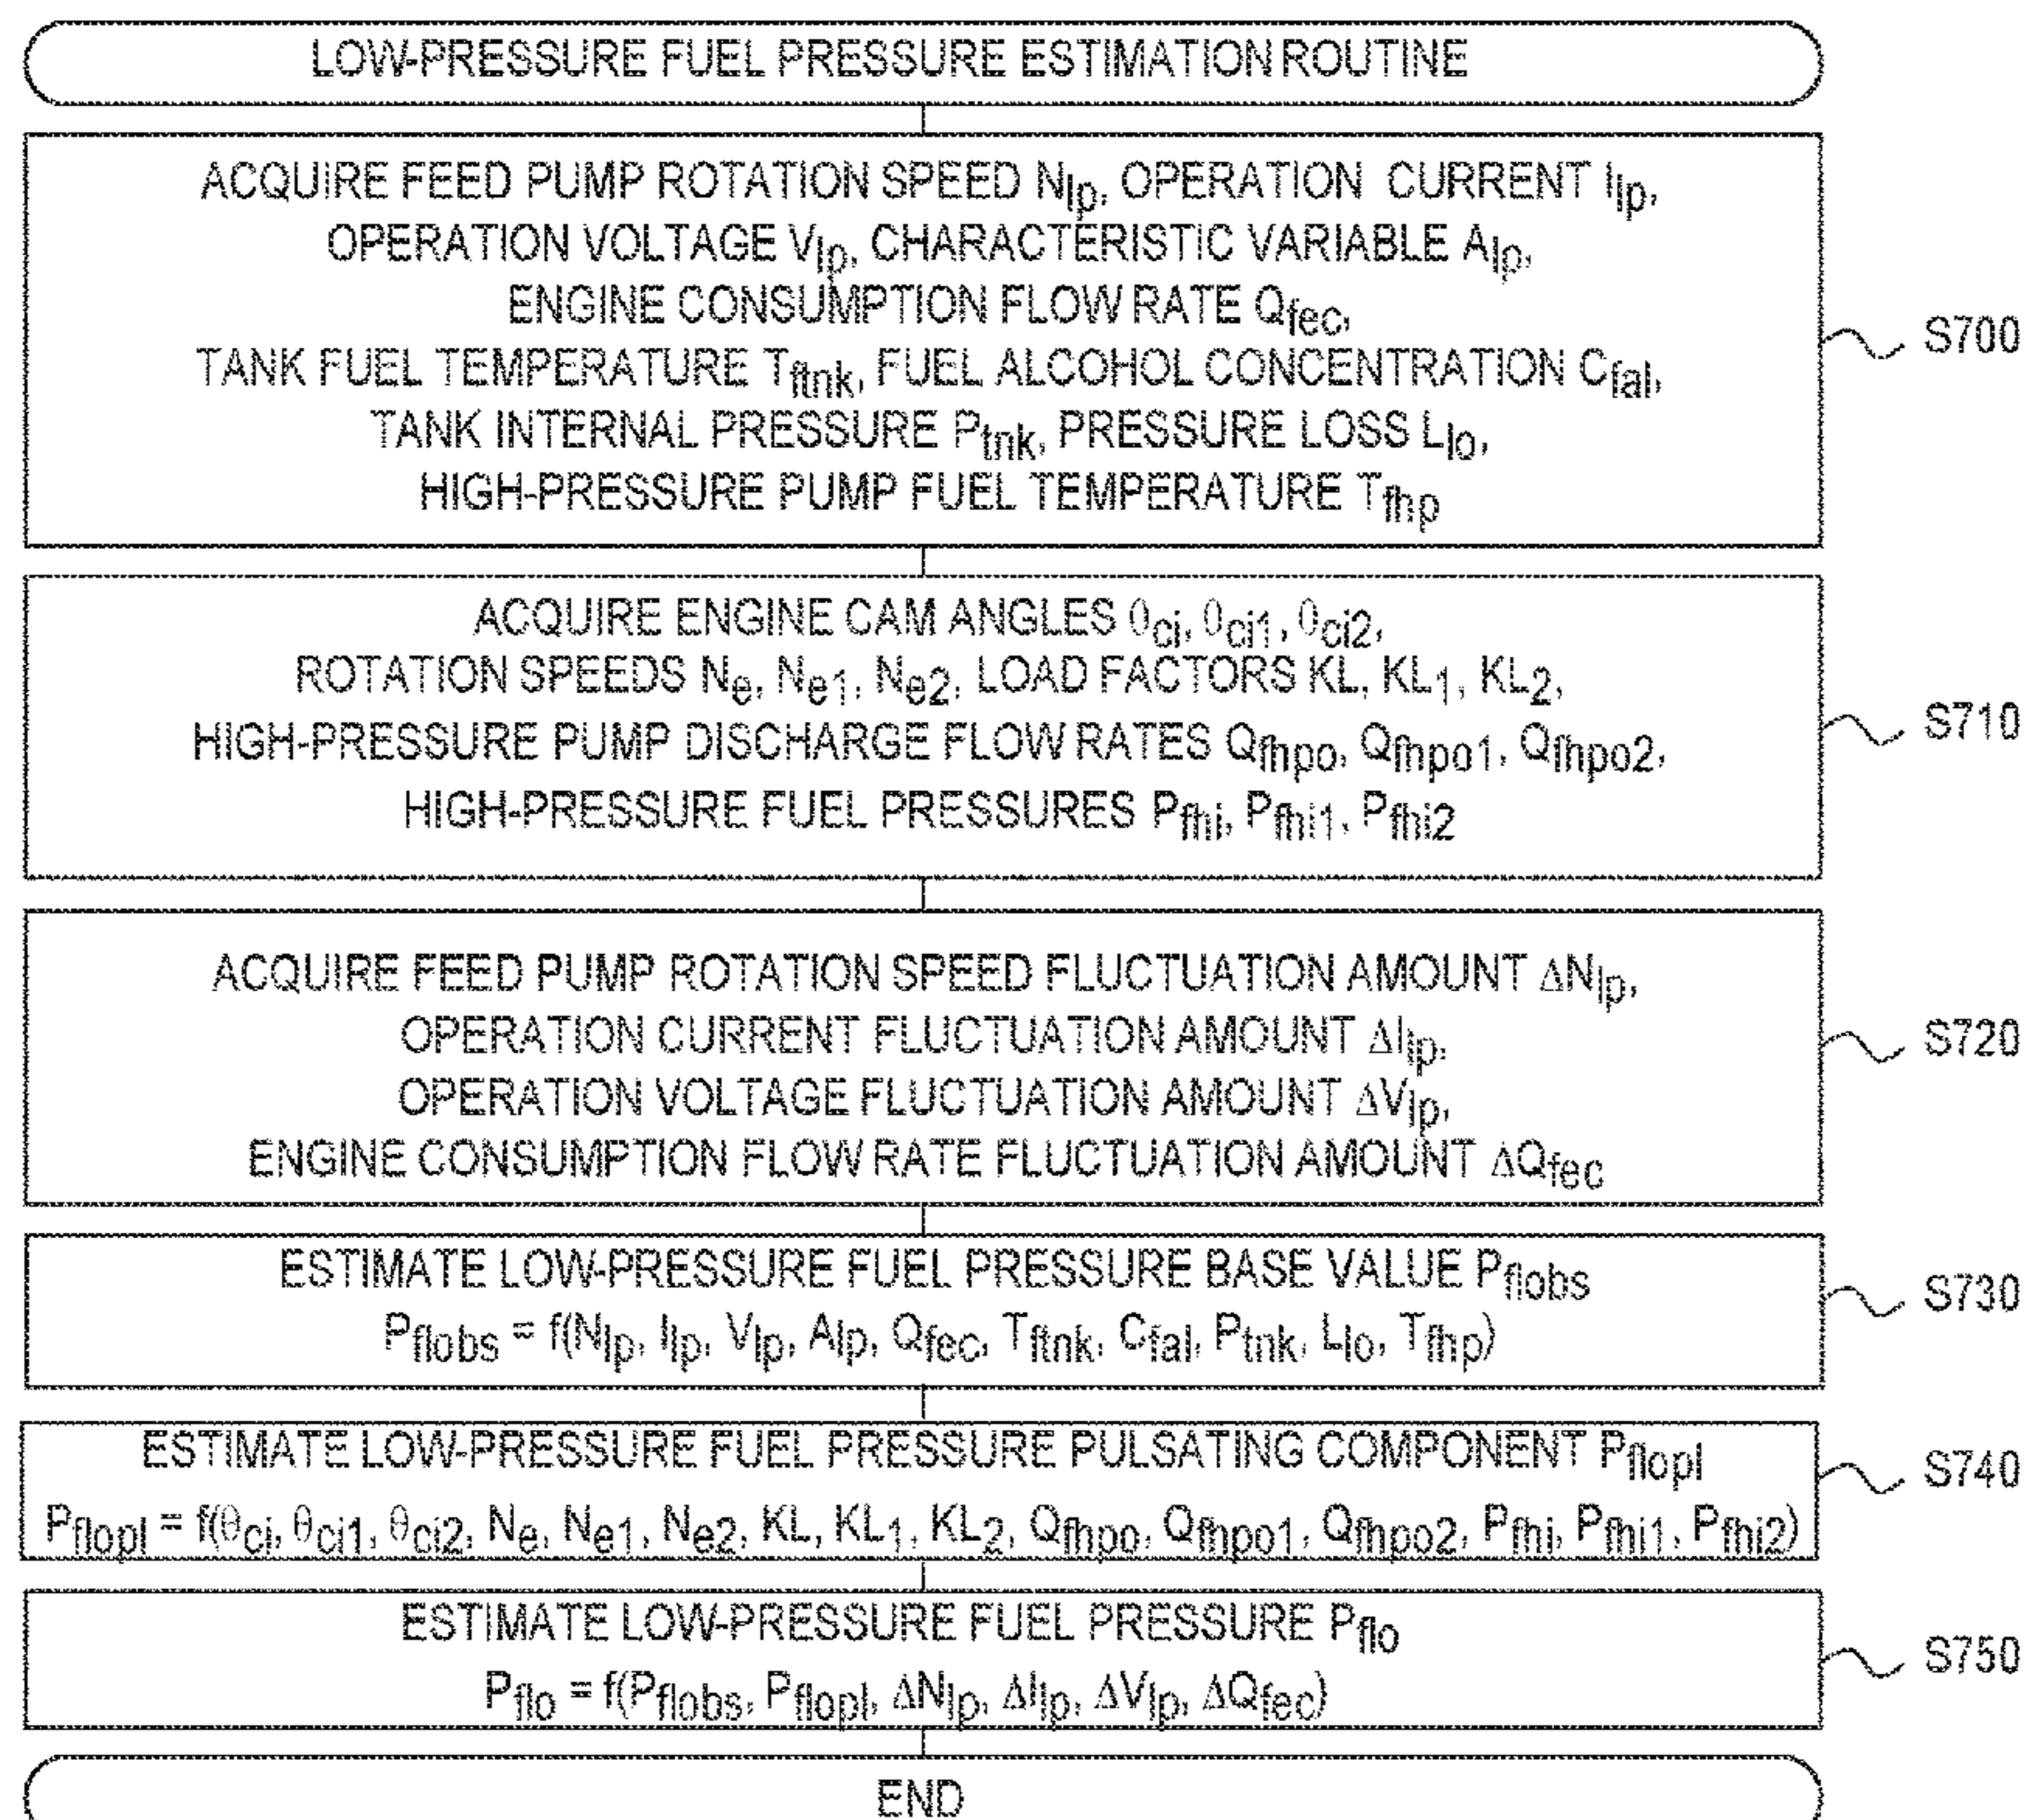 LOW-PRESSURE FUEL PRESSURE ESTIMATION ROUTINE
ACQUIRE FEED PUMP ROTATION SPEED Nlp, OPERATION CURRENT Ilp,
OPERATION VOLTAGE Vlp, CHARACTERISTIC VARIABLE Alp,
ENGINE CONSUMPTION FLOW RATE Qfec,
TANK FUEL TEMPERATURE Tftnk, FUEL ALCOHOL CONCENTRATION Cfal,
TANK INTERNAL PRESSURE Ptnk, PRESSURE LOSS Llo,
HIGH-PRESSURE PUMP FUEL TEMPERATURE Tfhp
S700
ACQUIRE ENGINE CAM ANGLES θci, θci1, θci2,
ROTATION SPEEDS Ne, Ne1, Ne2, LOAD FACTORS KL, KL1, KL2,
HIGH-PRESSURE PUMP DISCHARGE FLOW RATES Qfhpo, Qfhpo1, Qfhpo2,
HIGH-PRESSURE FUEL PRESSURES Pfhi, Pfhi1, Pfhi2
S710
ACQUIRE FEED PUMP ROTATION SPEED FLUCTUATION AMOUNT ΔNlp,
OPERATION CURRENT FLUCTUATION AMOUNT ΔIlp,
OPERATION VOLTAGE FLUCTUATION AMOUNT ΔVlp,
ENGINE CONSUMPTION FLOW RATE FLUCTUATION AMOUNT ΔQfec
S720
ESTIMATE LOW-PRESSURE FUEL PRESSURE BASE VALUE Pflobs
Pflobs = f(Nlp, Ilp, Vlp, Alp, Qfec, Tftnk, Cfal, Ptnk, Llo, Tfhp)
S730
ESTIMATE LOW-PRESSURE FUEL PRESSURE PULSATING COMPONENT Pflopl
Pflopl = f(θci, θci1, θci2, Ne, Ne1, Ne2, KL, KL1, KL2, Qfhpo, Qfhpo1, Qfhpo2, Pfhi, Pfhi1, Pfhi2)
S740
ESTIMATE LOW-PRESSURE FUEL PRESSURE Pflo
Pflo = f(Pflobs, Pflopl, ΔNlp, ΔIlp, ΔVlp, ΔQfec)
S750
END